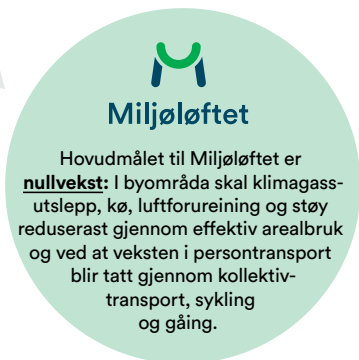 Miljøløftet
Hovudmålet til Miljøløftet er
nullvekst: I byområda skal klimagass-
utslepp, kø, luftforureining og støy
reduserast gjennom effektiv arealbruk
og ved at veksten i persontransport
blir tatt gjennom kollektiv-
transport, sykling
og gåing.